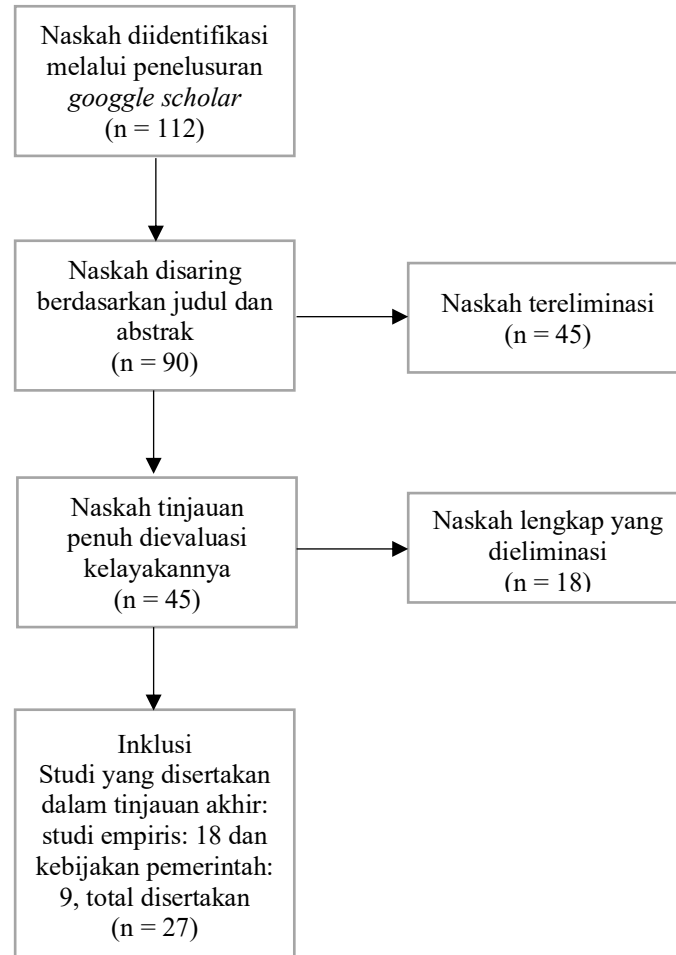 Naskah diidentifikasi
melalui penelusuran
googgle scholar
(n = 112)
Naskah disaring
berdasarkan judul dan
abstrak
(n = 90)
Naskah tereliminasi
(n = 45)
Naskah tinjauan
penuh dievaluasi
kelayakannya
(n = 45)
Naskah lengkap yang
dieliminasi
(n = 18)
Inklusi
Studi yang disertakan
dalam tinjauan akhir:
studi empiris: 18 dan
kebijakan pemerintah:
9, total disertakan
(n = 27)